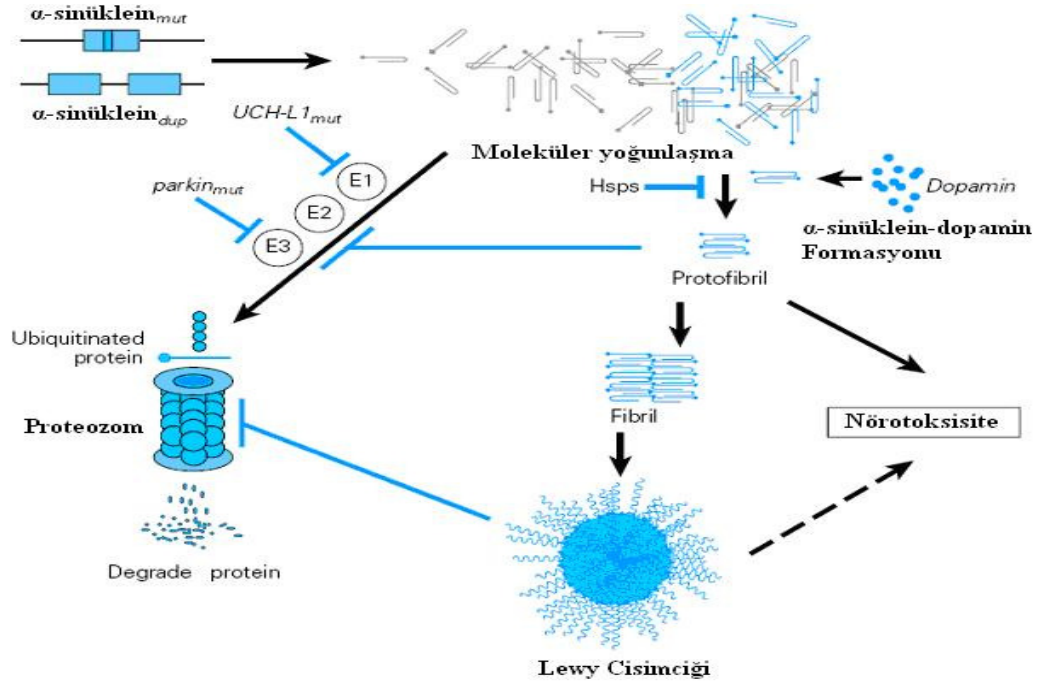 α-sinüklein mut
α-sinüklein dup
UCH-L1 mut
parkin mut
E1
E2
E3
Moleküler yoğunlaşma
Hsps
Dopamin
α-sinüklein-dopamin
Formasyonu
Protofibril
Ubiquitinated
protein
Fibril
Proteozom
Nörotoksisite
Degrade protein
Lewy Cisimciği